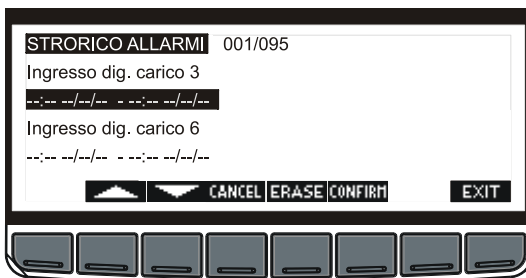 STRORICO ALLARMI 001/095
Ingresso dig. carico 3
--:-- --/--/-- - --:-- --/--/--
Ingresso dig. carico 6
--:-- --/--/-- - --:-- --/--/--
CANCEL ERASE CONFIRM EXIT